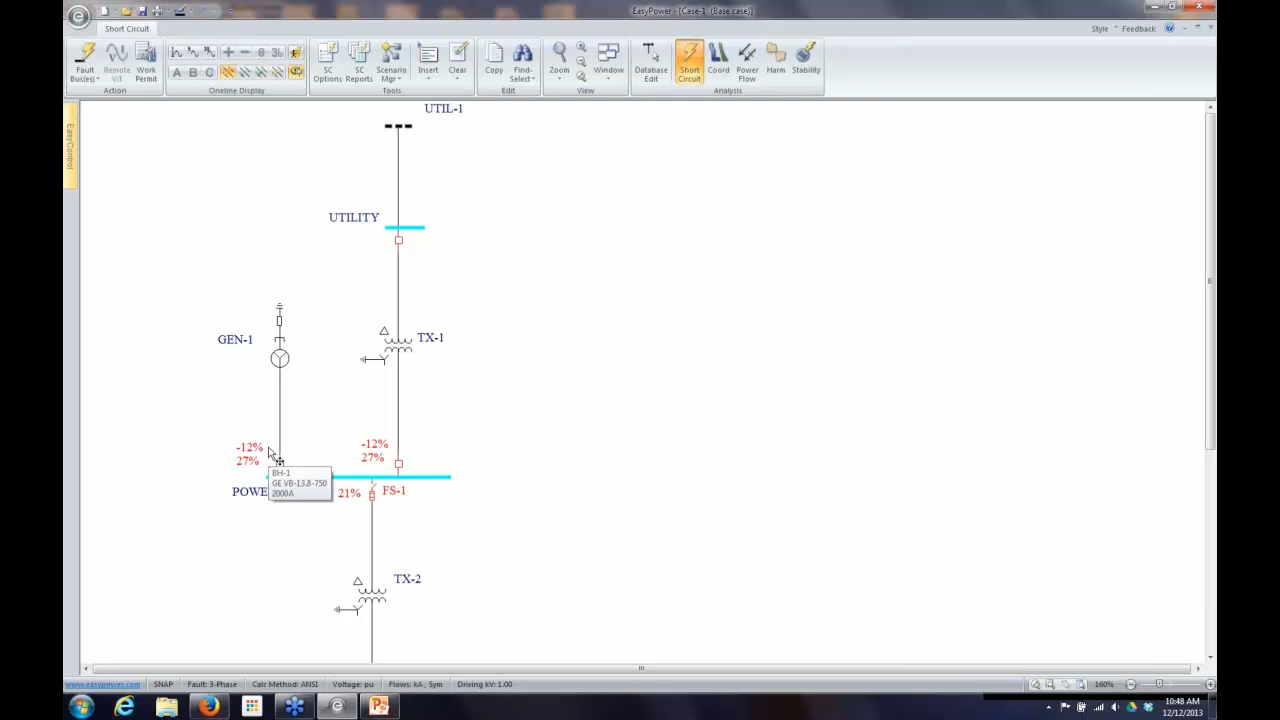 EasyPower - [Case-1 (Base case)]
Short Circuit
Style
Feedback
Fault Bus(es)
Remote V/I
Work Permit
Action
A B C
Oneline Display
SC Options
SC Reports
Scenario Mgr
Tools
Insert
Clear
Copy
Find-Select
Edit
Zoom
Window
View
Database Edit
Short Circuit
Coord
Power Flow
Harm
Stability
Analysis
EasyControl
UTIL-1
UTILITY
GEN-1
TX-1
-12%
27%
-12%
27%
BH-1
GE VB-13.8-750
2000A
POWE
21%
FS-1
TX-2
www.easypower.com
SNAP
Fault: 3-Phase
Calc Method: ANSI
Voltage: pu
Flows: kA , Sym
Driving kV: 1.00
160%
10:48 AM
12/12/2013